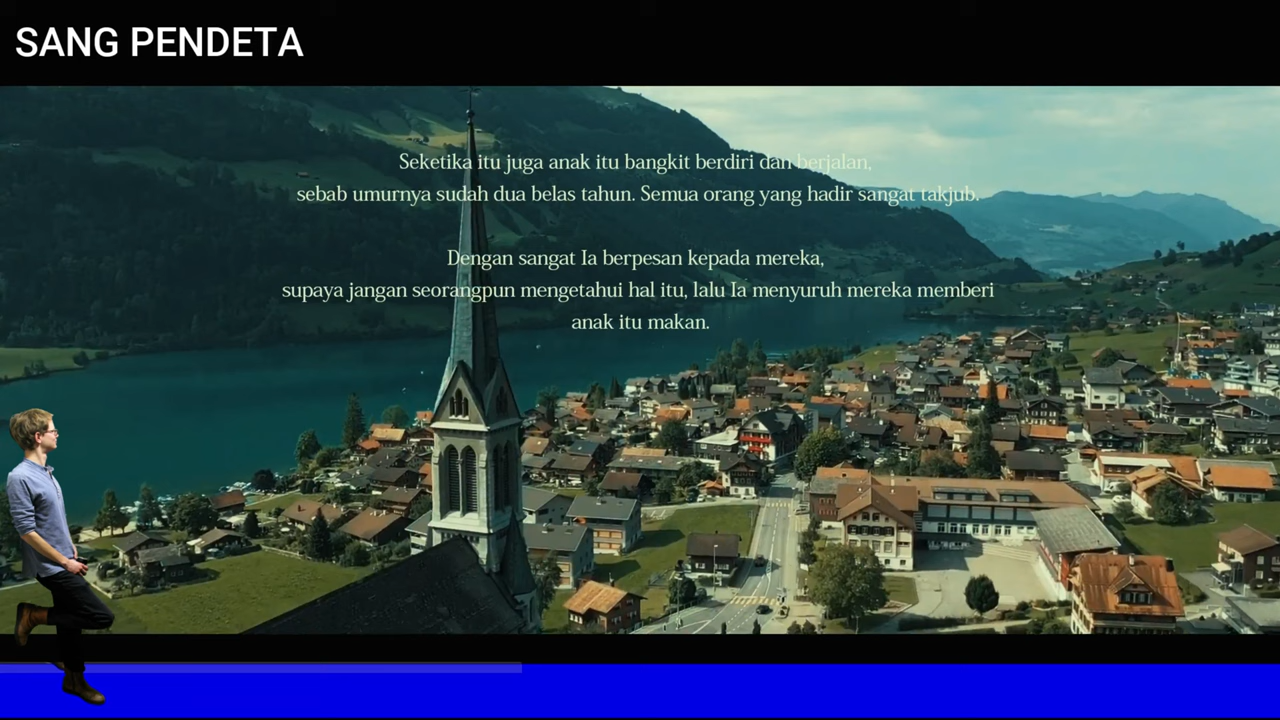 SANG PENDETA
Seketika itu juga anak itu bangkit berdiri dan berjalan,
sebab umurnya sudah dua belas tahun. Semua orang yang hadir sangat takjub.
Dengan sangat Ia berpesan kepada mereka,
supaya jangan seorangpun mengetahui hal itu, lalu Ia menyuruh mereka memberi
anak itu makan.